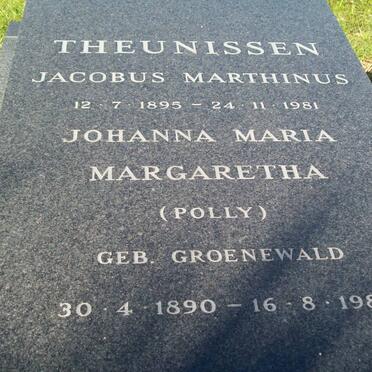 THEUNISSEN
JACOBUS MARTHINUS
12·7·1895 – 24·11·1981
JOHANNA MARIA
MARGARETHA
(POLLY)
GEB. GROENEWALD
30·4·1890 – 16·8·198